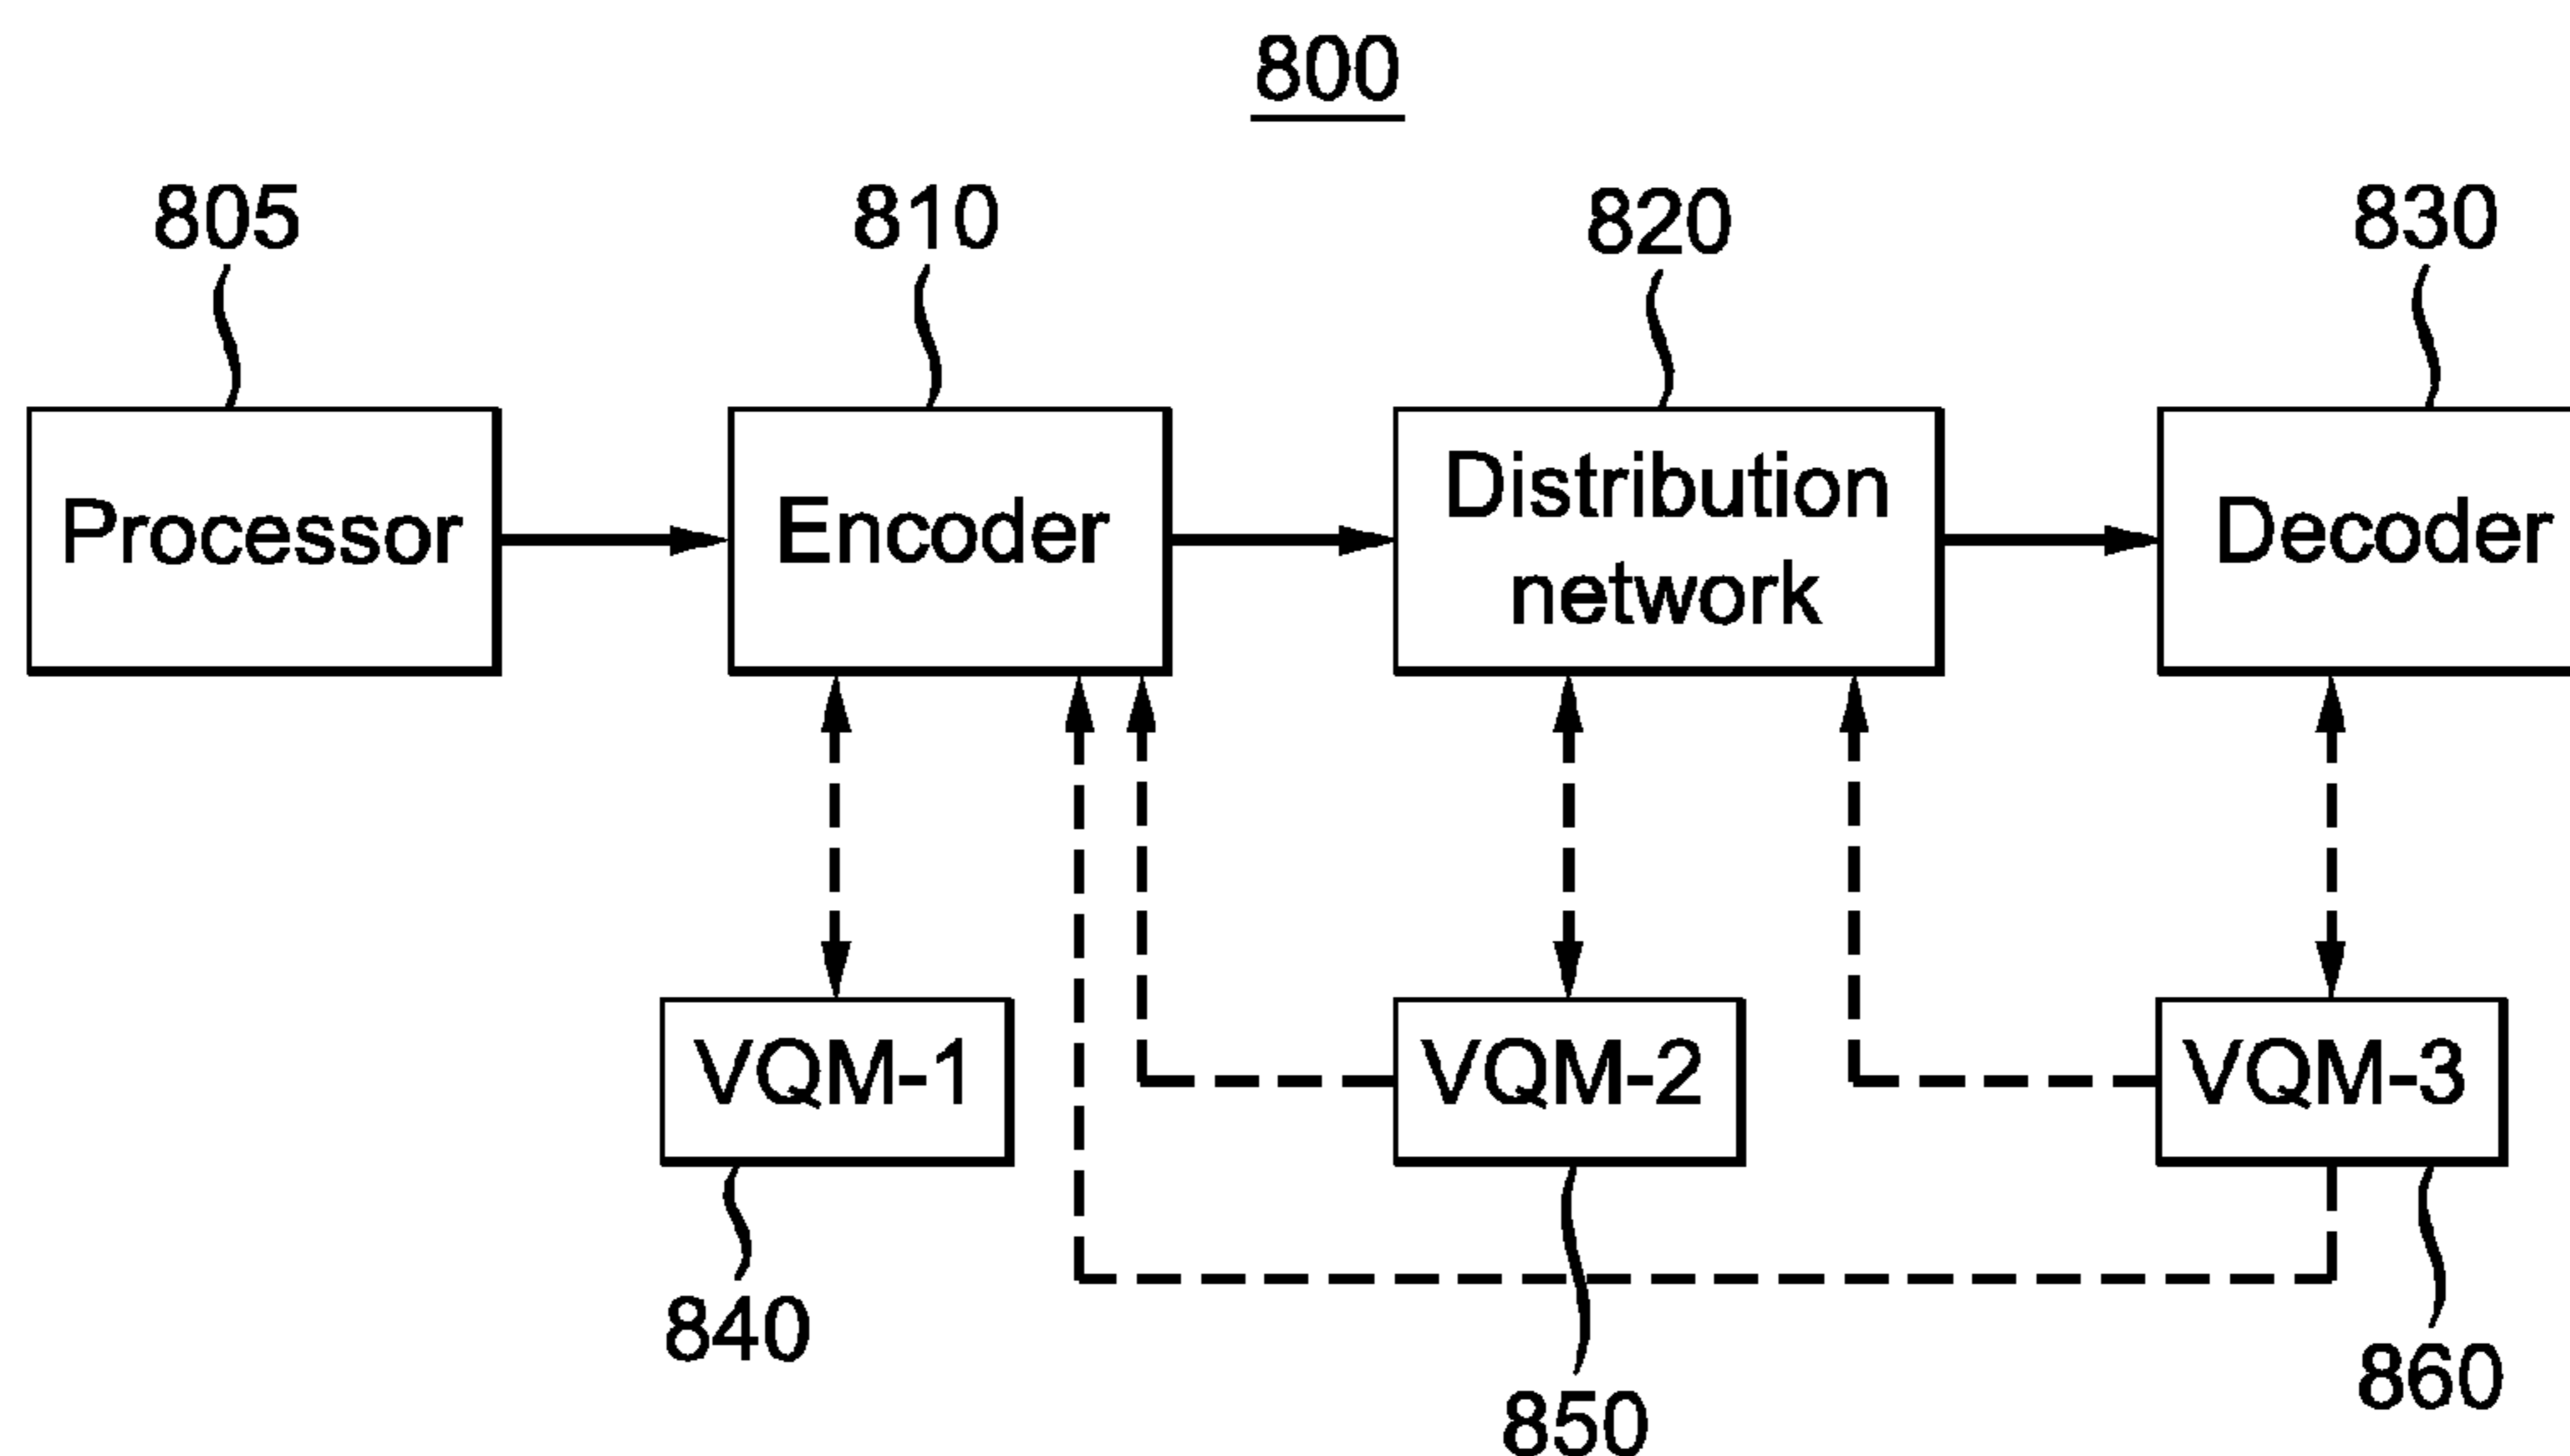 800
805
810
820
830
Processor
Encoder
Distribution
network
Decoder
VQM-1
VQM-2
VQM-3
840
850
860